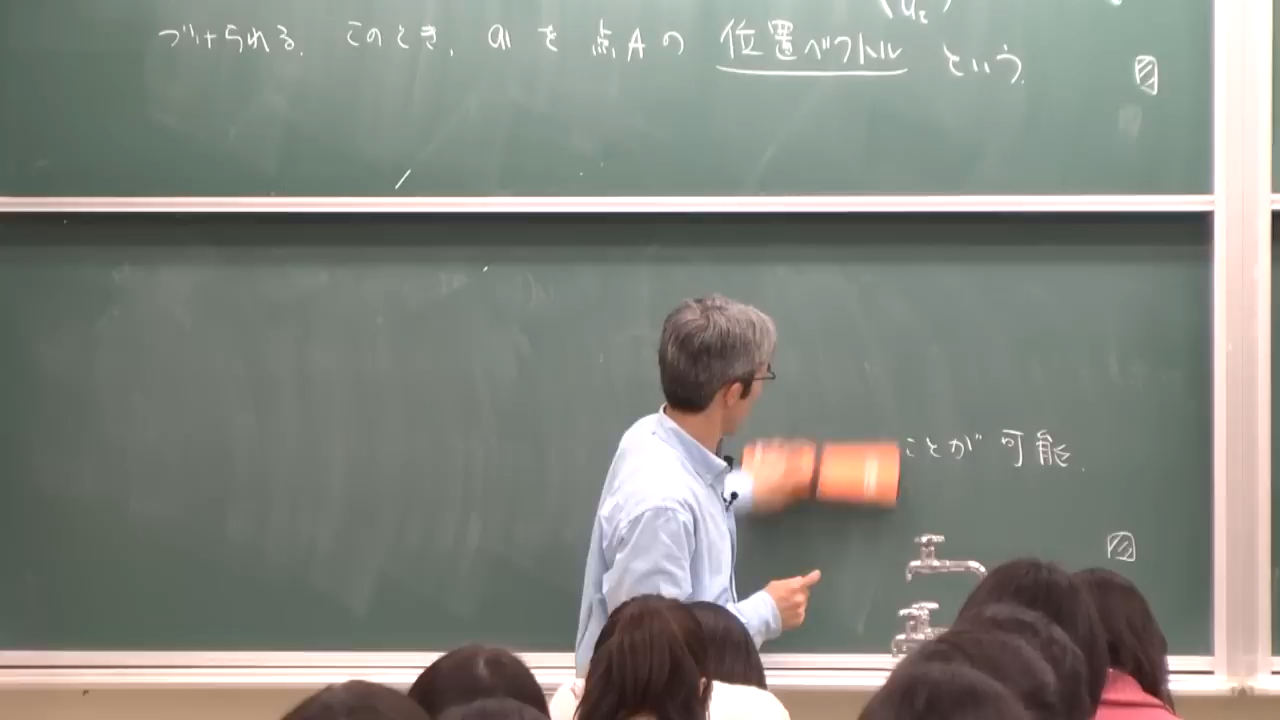 づけられる. このとき, a を 点A の 位置ベクトル という.
ことが 可能.